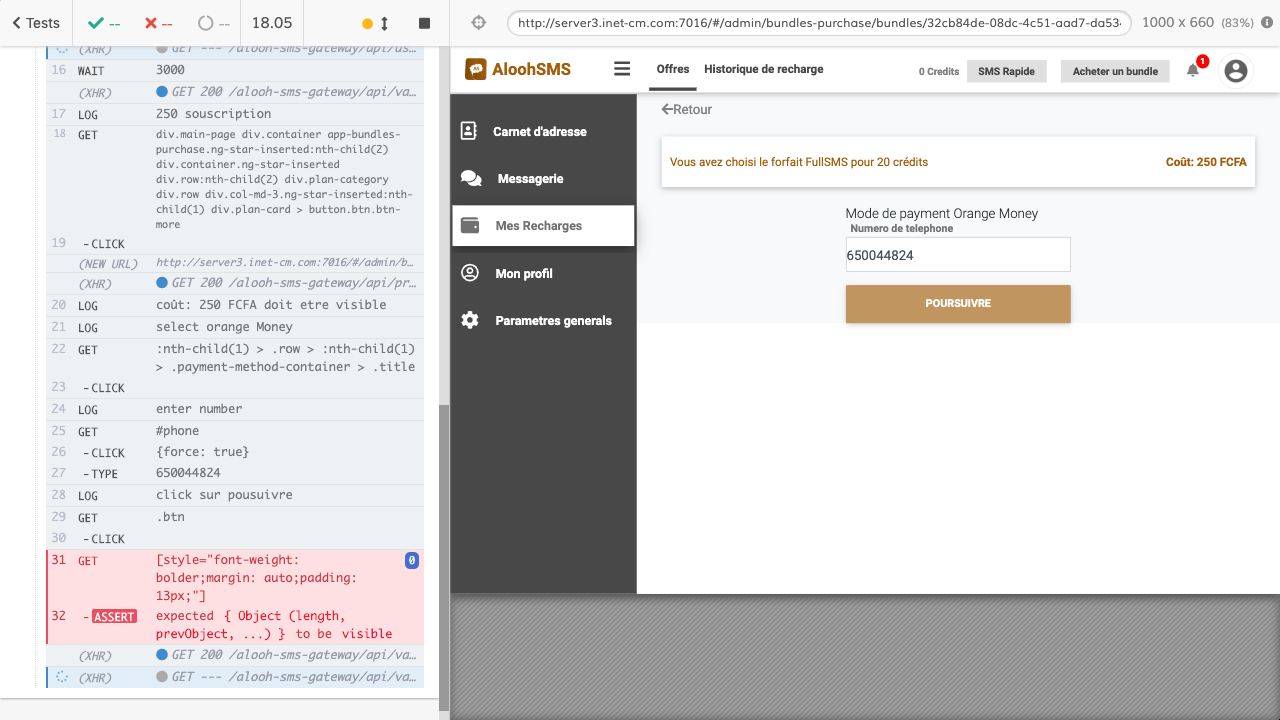 Tests
--
--
--
18.05
http://server3.inet-cm.com:7016/#/admin/bundles-purchase/bundles/32cb84de-08dc-4c51-aad7-da53
1000 x 660 (83%)
(XHR) GET --- /alooh-sms-gateway/api/us…
16 WAIT 3000
(XHR) GET 200 /alooh-sms-gateway/api/va…
17 LOG 250 souscription
18 GET div.main-page div.container app-bundles-
purchase.ng-star-inserted:nth-child(2)
div.container.ng-star-inserted
div.row:nth-child(2) div.plan-category
div.row div.col-md-3.ng-star-inserted:nth-
child(1) div.plan-card > button.btn.btn-
more
19 -CLICK
(NEW URL) http://server3.inet-cm.com:7016/#/admin/b…
(XHR) GET 200 /alooh-sms-gateway/api/pr…
20 LOG coût: 250 FCFA doit etre visible
21 LOG select orange Money
22 GET :nth-child(1) > .row > :nth-child(1)
> .payment-method-container > .title
23 -CLICK
24 LOG enter number
25 GET #phone
26 -CLICK {force: true}
27 -TYPE 650044824
28 LOG click sur pousuivre
29 GET .btn
30 -CLICK
31 GET [style="font-weight:
bolder;margin: auto;padding:
13px;"]
0
32 -ASSERT expected { Object (length,
prevObject, ...) } to be visible
(XHR) GET 200 /alooh-sms-gateway/api/va…
(XHR) GET --- /alooh-sms-gateway/api/va…
AloohSMS
Offres
Historique de recharge
0 Credits
SMS Rapide
Acheter un bundle
1
Carnet d'adresse
Messagerie
Mes Recharges
Mon profil
Parametres generals
Retour
Vous avez choisi le forfait FullSMS pour 20 crédits
Coût: 250 FCFA
Mode de payment Orange Money
Numero de telephone
650044824
POURSUIVRE